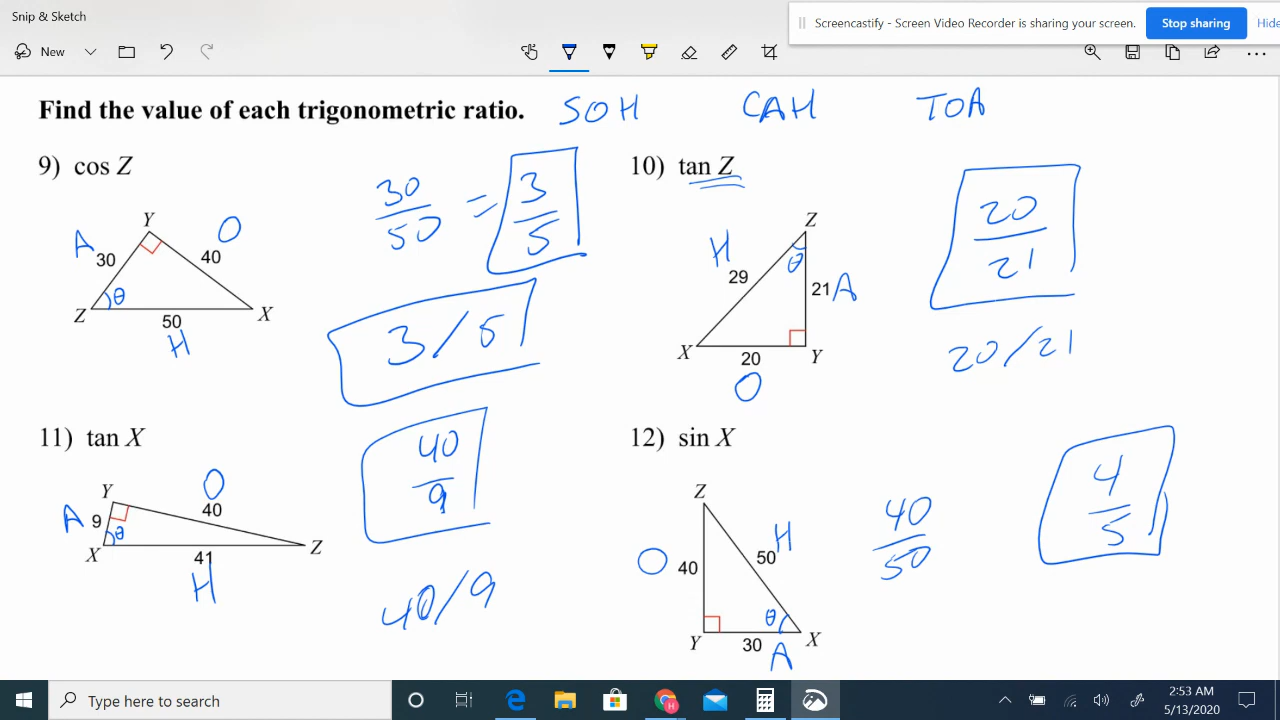 Snip & Sketch
Screencastify - Screen Video Recorder is sharing your screen. Stop sharing Hide
New
Find the value of each trigonometric ratio. SOH CAH TOA
9) cos Z
30/50 = 3/5
Y
A 30
O 40
Z θ
X
50
H
3/5
10) tan Z
20/21
Z
H
θ
29
21 A
X
20
Y
O
20/21
11) tan X
40/9
Y
O
40
A 9
X θ
Z
41
H
40/9
12) sin X
40/50
4/5
Z
H
50
O 40
θ
Y
30
X
A
Type here to search
2:53 AM
5/13/2020